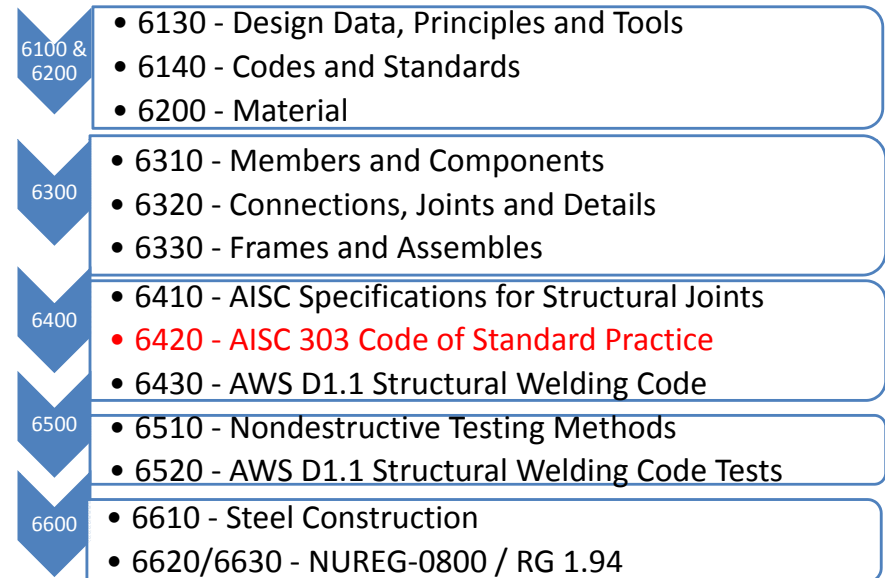 6100 &
6200
• 6130 - Design Data, Principles and Tools
• 6140 - Codes and Standards
• 6200 - Material
6300
• 6310 - Members and Components
• 6320 - Connections, Joints and Details
• 6330 - Frames and Assembles
6400
• 6410 - AISC Specifications for Structural Joints
• 6420 - AISC 303 Code of Standard Practice
• 6430 - AWS D1.1 Structural Welding Code
6500
• 6510 - Nondestructive Testing Methods
• 6520 - AWS D1.1 Structural Welding Code Tests
6600
• 6610 - Steel Construction
• 6620/6630 - NUREG-0800 / RG 1.94